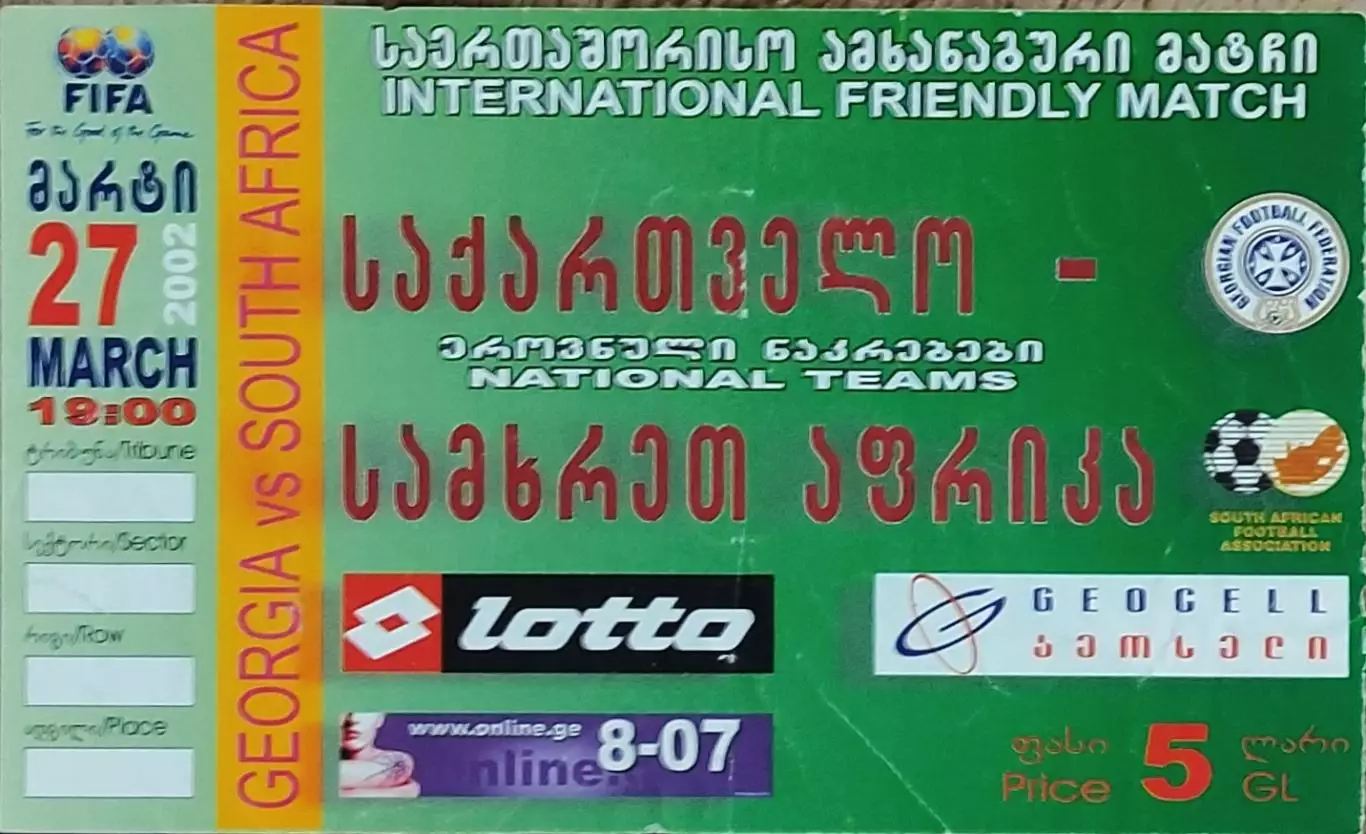 FIFA
For the Good of the Game
მარტი
27
2002
MARCH
19:00
ტრიბუნა/Tribune
სექტორი/Sector
რიგი/Row
ადგილი/Place
GEORGIA vs SOUTH AFRICA
საერთაშორისო ამხანაგური მატჩი
INTERNATIONAL FRIENDLY MATCH
საქართველო -
GEORGIAN FOOTBALL FEDERATION
ეროვნული ნაკრებები
NATIONAL TEAMS
სამხრეთ აფრიკა
SOUTH AFRICAN
FOOTBALL
ASSOCIATION
lotto
GEOCELL
ჯეოსელი
www.online.ge
8-07
online.
ფასი 5 ლარი
Price GL